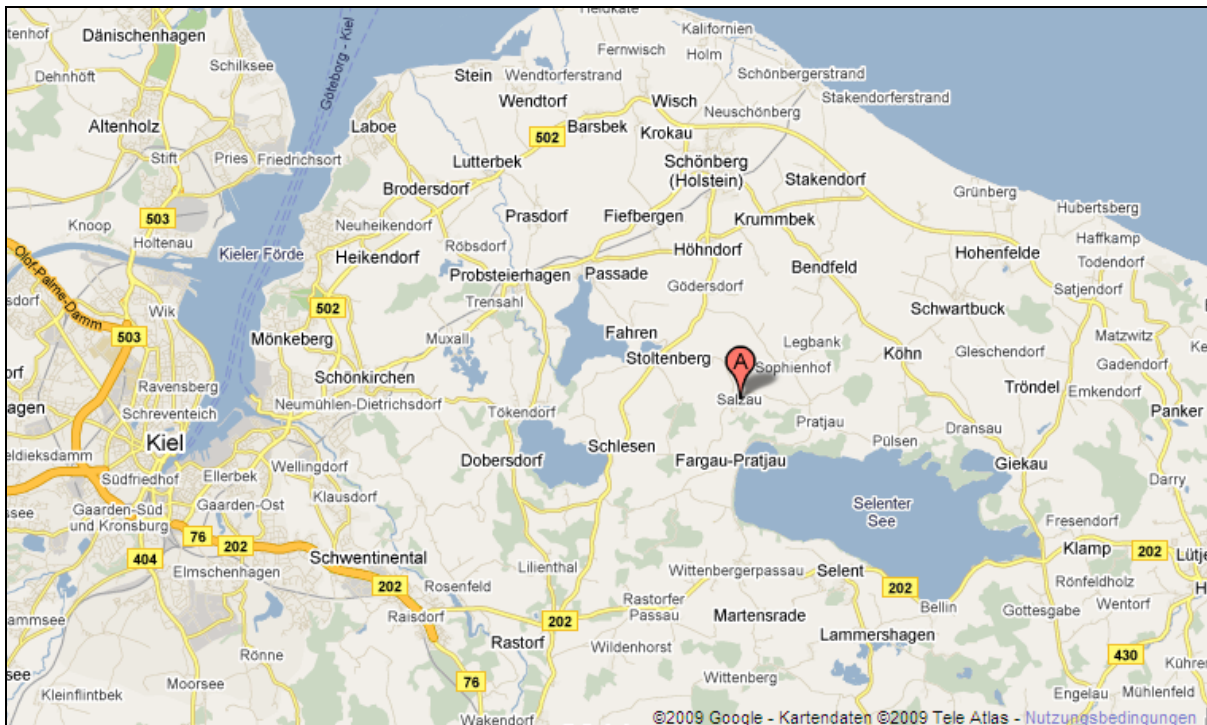 Heidkate
Kalifornien
Holm
Fernwisch
Dänischenhagen
Dehnhöft
Schilksee
Göteborg - Kiel
Stein
Wendtorferstrand
Wendtorf
Schönbergerstrand
Stakendorferstrand
Altenholz
Laboe
502
Barsbek
Wisch
Krokau
Neuschönberg
Stift
Pries
Friedrichsort
Lutterbek
Schönberg
(Holstein)
Stakendorf
Brodersdorf
Grünberg
Hubertsberg
503
Knoop
Holtenau
Neuheikendorf
Prasdorf
Fiefbergen
Krummbek
Haffkamp
Kieler Förde
Heikendorf
Röbsdorf
Höhndorf
Hohenfelde
Todendorf
Olof-Palme-Damm
Probsteierhagen
Passade
Bendfeld
Satjendorf
Wik
502
Trensahl
Gödersdorf
Schwartbuck
503
Mönkeberg
Muxall
Fahren
Legbank
Matzwitz
Stoltenberg
A
Köhn
Gleschendorf
Gadendorf
Ravensberg
Schönkirchen
Sophienhof
Tröndel
Emkendorf
Schreventeich
Neumühlen-Dietrichsdorf
Tökendorf
Salzau
Pratjau
Dransau
Panker
Kiel
Schlesen
Pülsen
Dobersdorf
Fargau-Pratjau
Giekau
Südfriedhof
Ellerbek
Wellingdorf
Darry
Gaarden-Süd
und Kronsburg
Gaarden-Ost
Klausdorf
Selenter
See
Fresendorf
76
202
404
Schwentinental
Klamp
202
Elmschenhagen
202
Rosenfeld
Lilienthal
Wittenbergerpassau
Selent
202
Rönfeldholz
Raisdorf
202
Rastorfer
Passau
Martensrade
Bellin
Gottesgabe
Wentorf
Rastorf
Wildenhorst
Lammershagen
Rönne
430
Moorsee
76
Wittenberg
Kleinflintbek
Engelau
Mühlenfeld
Wakendorf
©2009 Google - Kartendaten ©2009 Tele Atlas - Nutzungsbedingungen